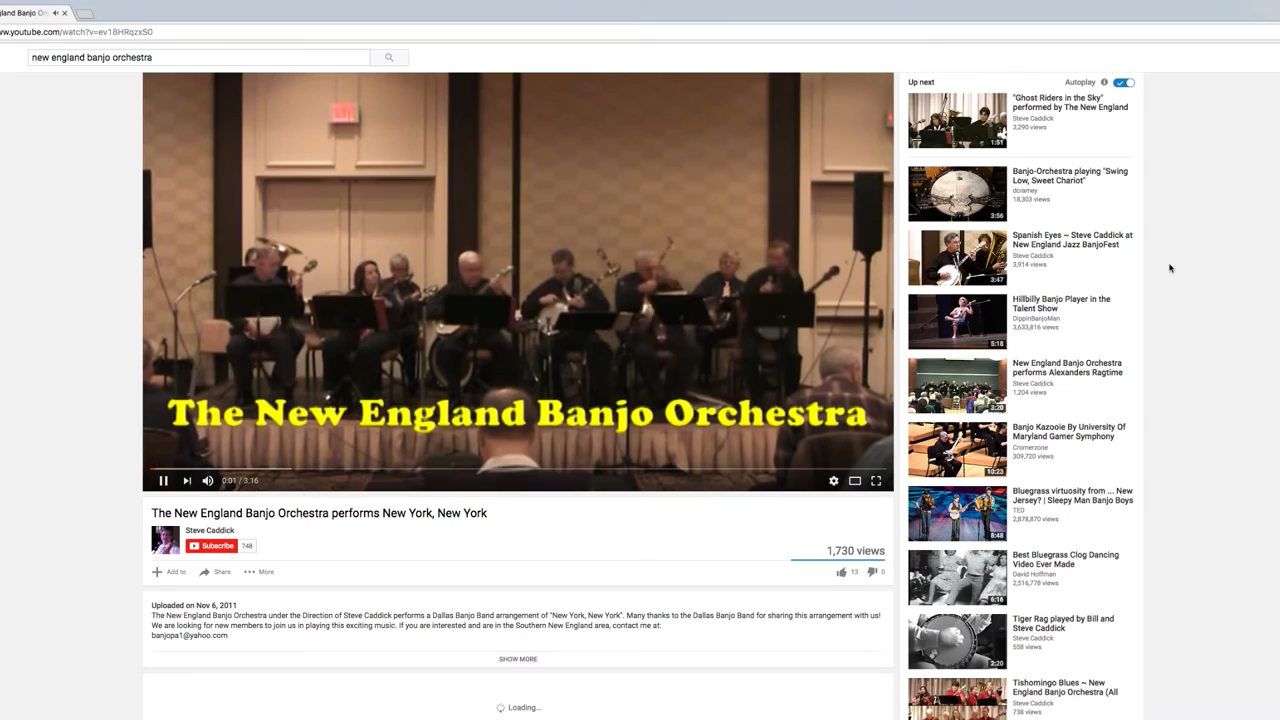 gland Banjo Or
ww.youtube.com/watch?v=ev18HRqzxS0
new england banjo orchestra
The New England Banjo Orchestra
0:01 / 3:16
The New England Banjo Orchestra performs New York, New York
Steve Caddick
Subscribe 748
1,730 views
Add to Share More
13 0
Uploaded on Nov 6, 2011
The New England Banjo Orchestra under the Direction of Steve Caddick performs a Dallas Banjo Band arrangement of "New York, New York". Many thanks to the Dallas Banjo Band for sharing this arrangement with us!
We are looking for new members to join us in playing this exciting music. If you are interested and are in the Southern New England area, contact me at:
banjopa1@yahoo.com
SHOW MORE
Loading...
Up next Autoplay
"Ghost Riders in the Sky"
performed by The New England
Steve Caddick
3,290 views
1:51
Banjo-Orchestra playing "Swing
Low, Sweet Chariot"
dcramey
18,303 views
3:56
Spanish Eyes ~ Steve Caddick at
New England Jazz BanjoFest
Steve Caddick
3,914 views
3:47
Hillbilly Banjo Player in the
Talent Show
DippinBanjoMan
3,633,816 views
5:18
New England Banjo Orchestra
performs Alexanders Ragtime
Steve Caddick
1,204 views
3:20
Banjo Kazooie By University Of
Maryland Gamer Symphony
Cromerzone
309,720 views
10:23
Bluegrass virtuosity from ... New
Jersey? | Sleepy Man Banjo Boys
TED
2,878,870 views
8:48
Best Bluegrass Clog Dancing
Video Ever Made
David Hoffman
2,516,778 views
6:16
Tiger Rag played by Bill and
Steve Caddick
Steve Caddick
558 views
2:20
Tishomingo Blues ~ New
England Banjo Orchestra (All
Steve Caddick
738 views